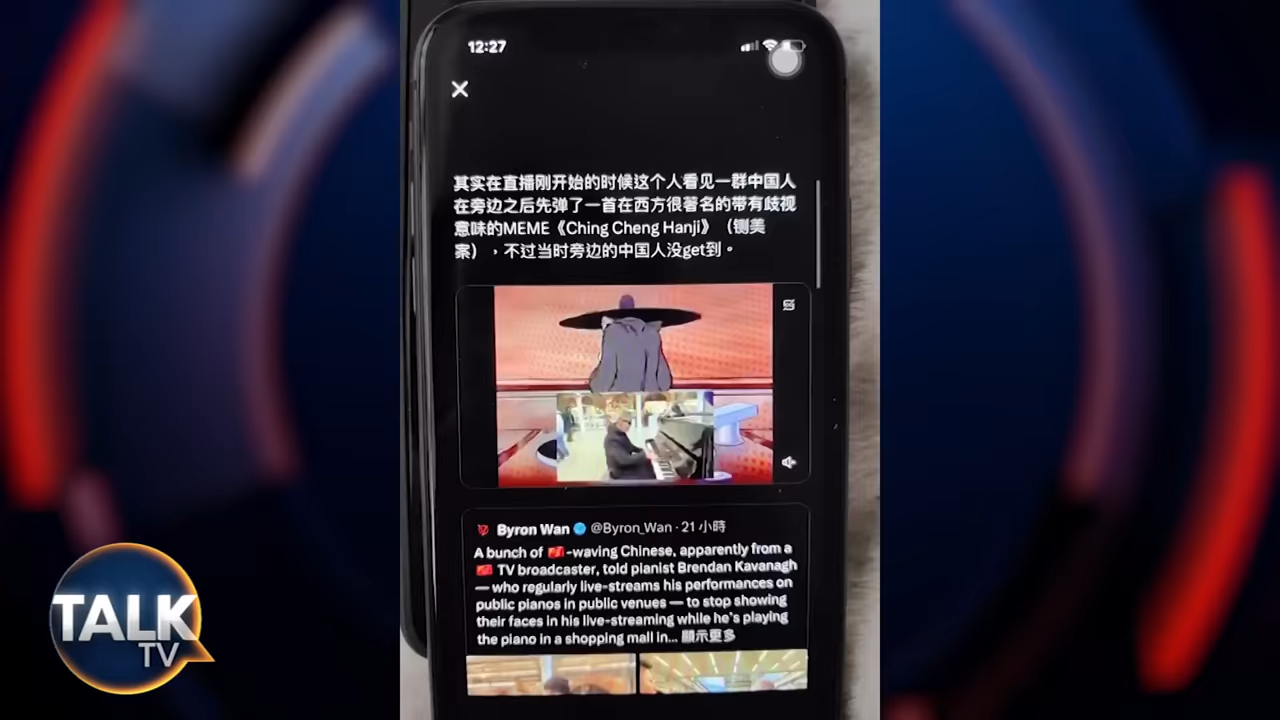 12:27
其实在直播刚开始的时候这个人看见一群中国人
在旁边之后先弹了一首在西方很著名的带有歧视
意味的MEME《Ching Cheng Hanji》（铡美
案），不过当时旁边的中国人没get到。
Byron Wan @Byron_Wan · 21 小時
A bunch of 🇨🇳-waving Chinese, apparently from a
🇨🇳 TV broadcaster, told pianist Brendan Kavanagh
— who regularly live-streams his performances on
public pianos in public venues — to stop showing
their faces in his live-streaming while he's playing
the piano in a shopping mall in... 顯示更多
TALK
TV